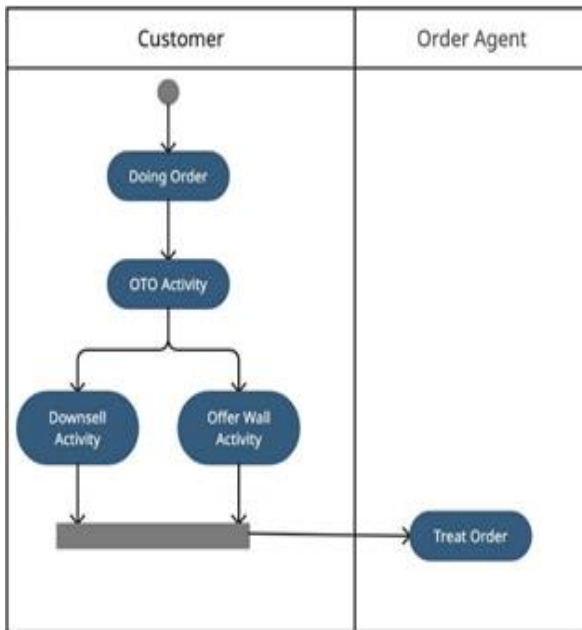 Customer
Order Agent
Doing Order
OTO Activity
Downsell
Activity
Offer Wall
Activity
Treat Order